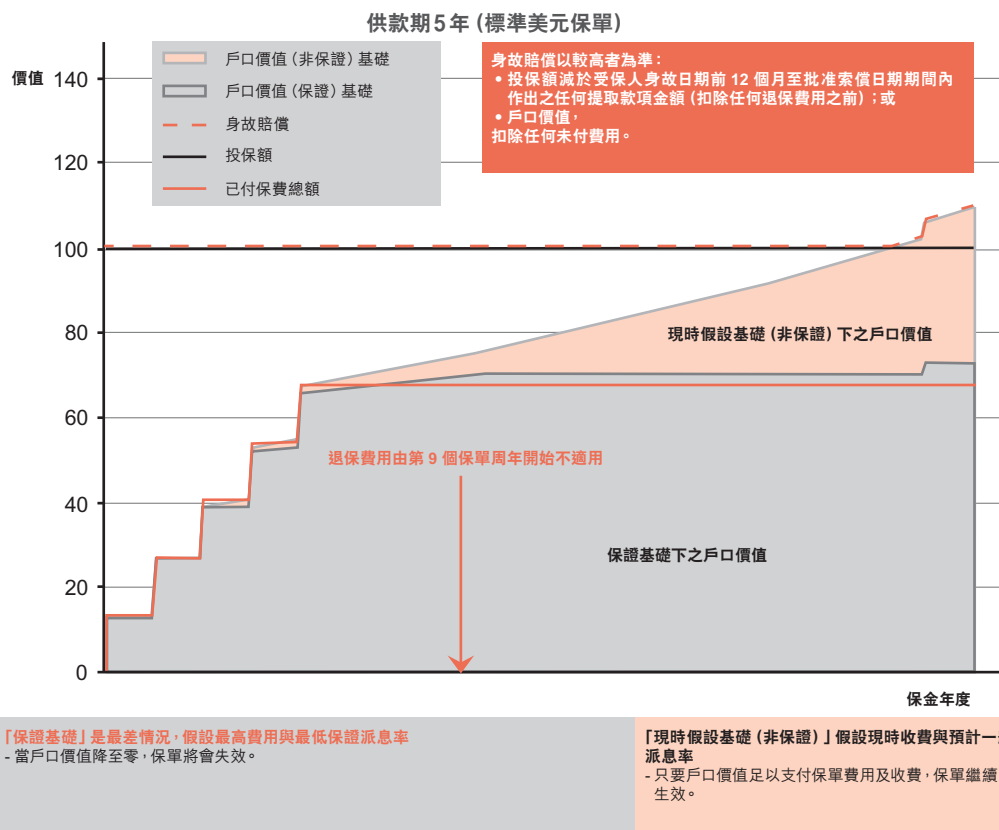 供款期5年 (標準美元保單)
價值
140
120
100
80
60
40
20
0
戶口價值 (非保證) 基礎
戶口價值 (保證) 基礎
身故賠償
投保額
已付保費總額
身故賠償以較高者為準：
• 投保額減於受保人身故日期前 12 個月至批准索償日期期間內
作出之任何提取款項金額 (扣除任何退保費用之前)；或
• 戶口價值，
扣除任何未付費用。
現時假設基礎 (非保證) 下之戶口價值
退保費用由第 9 個保單周年開始不適用
保證基礎下之戶口價值
保金年度
「保證基礎」是最差情況，假設最高費用與最低保證派息率
- 當戶口價值降至零，保單將會失效。
「現時假設基礎 (非保證)」假設現時收費與預計一
派息率
- 只要戶口價值足以支付保單費用及收費，保單繼續
生效。